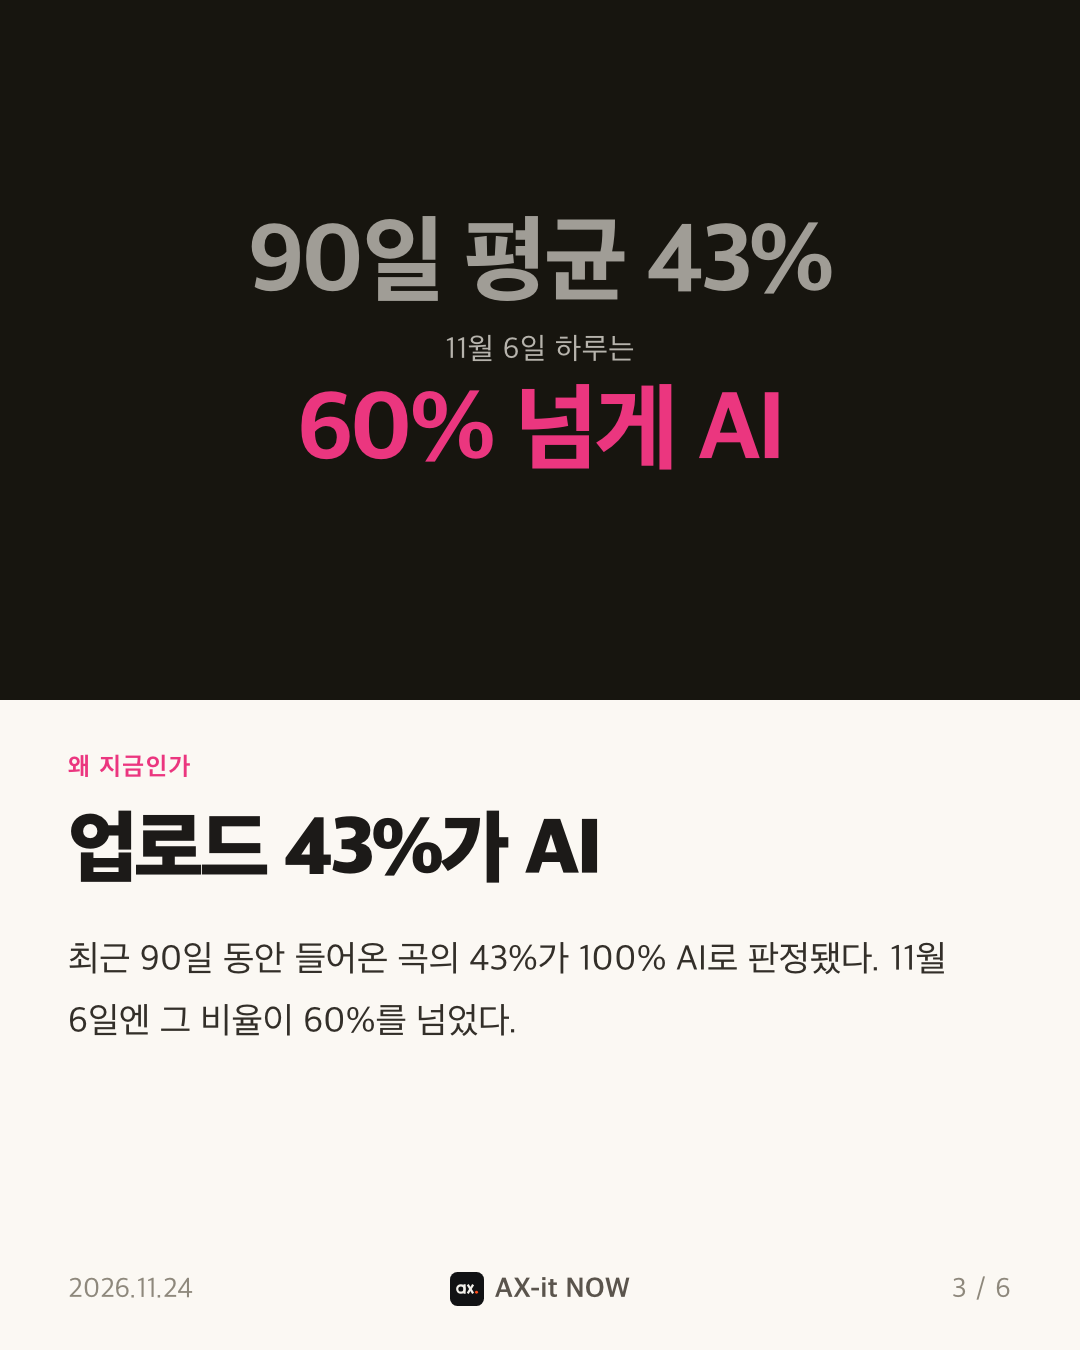 90일 평균 43%
11월 6일 하루는
60% 넘게 AI
왜 지금인가
업로드 43%가 AI
최근 90일 동안 들어온 곡의 43%가 100% AI로 판정됐다. 11월
6일엔 그 비율이 60%를 넘었다.
2026.11.24
ax. AX-it NOW
3 / 6